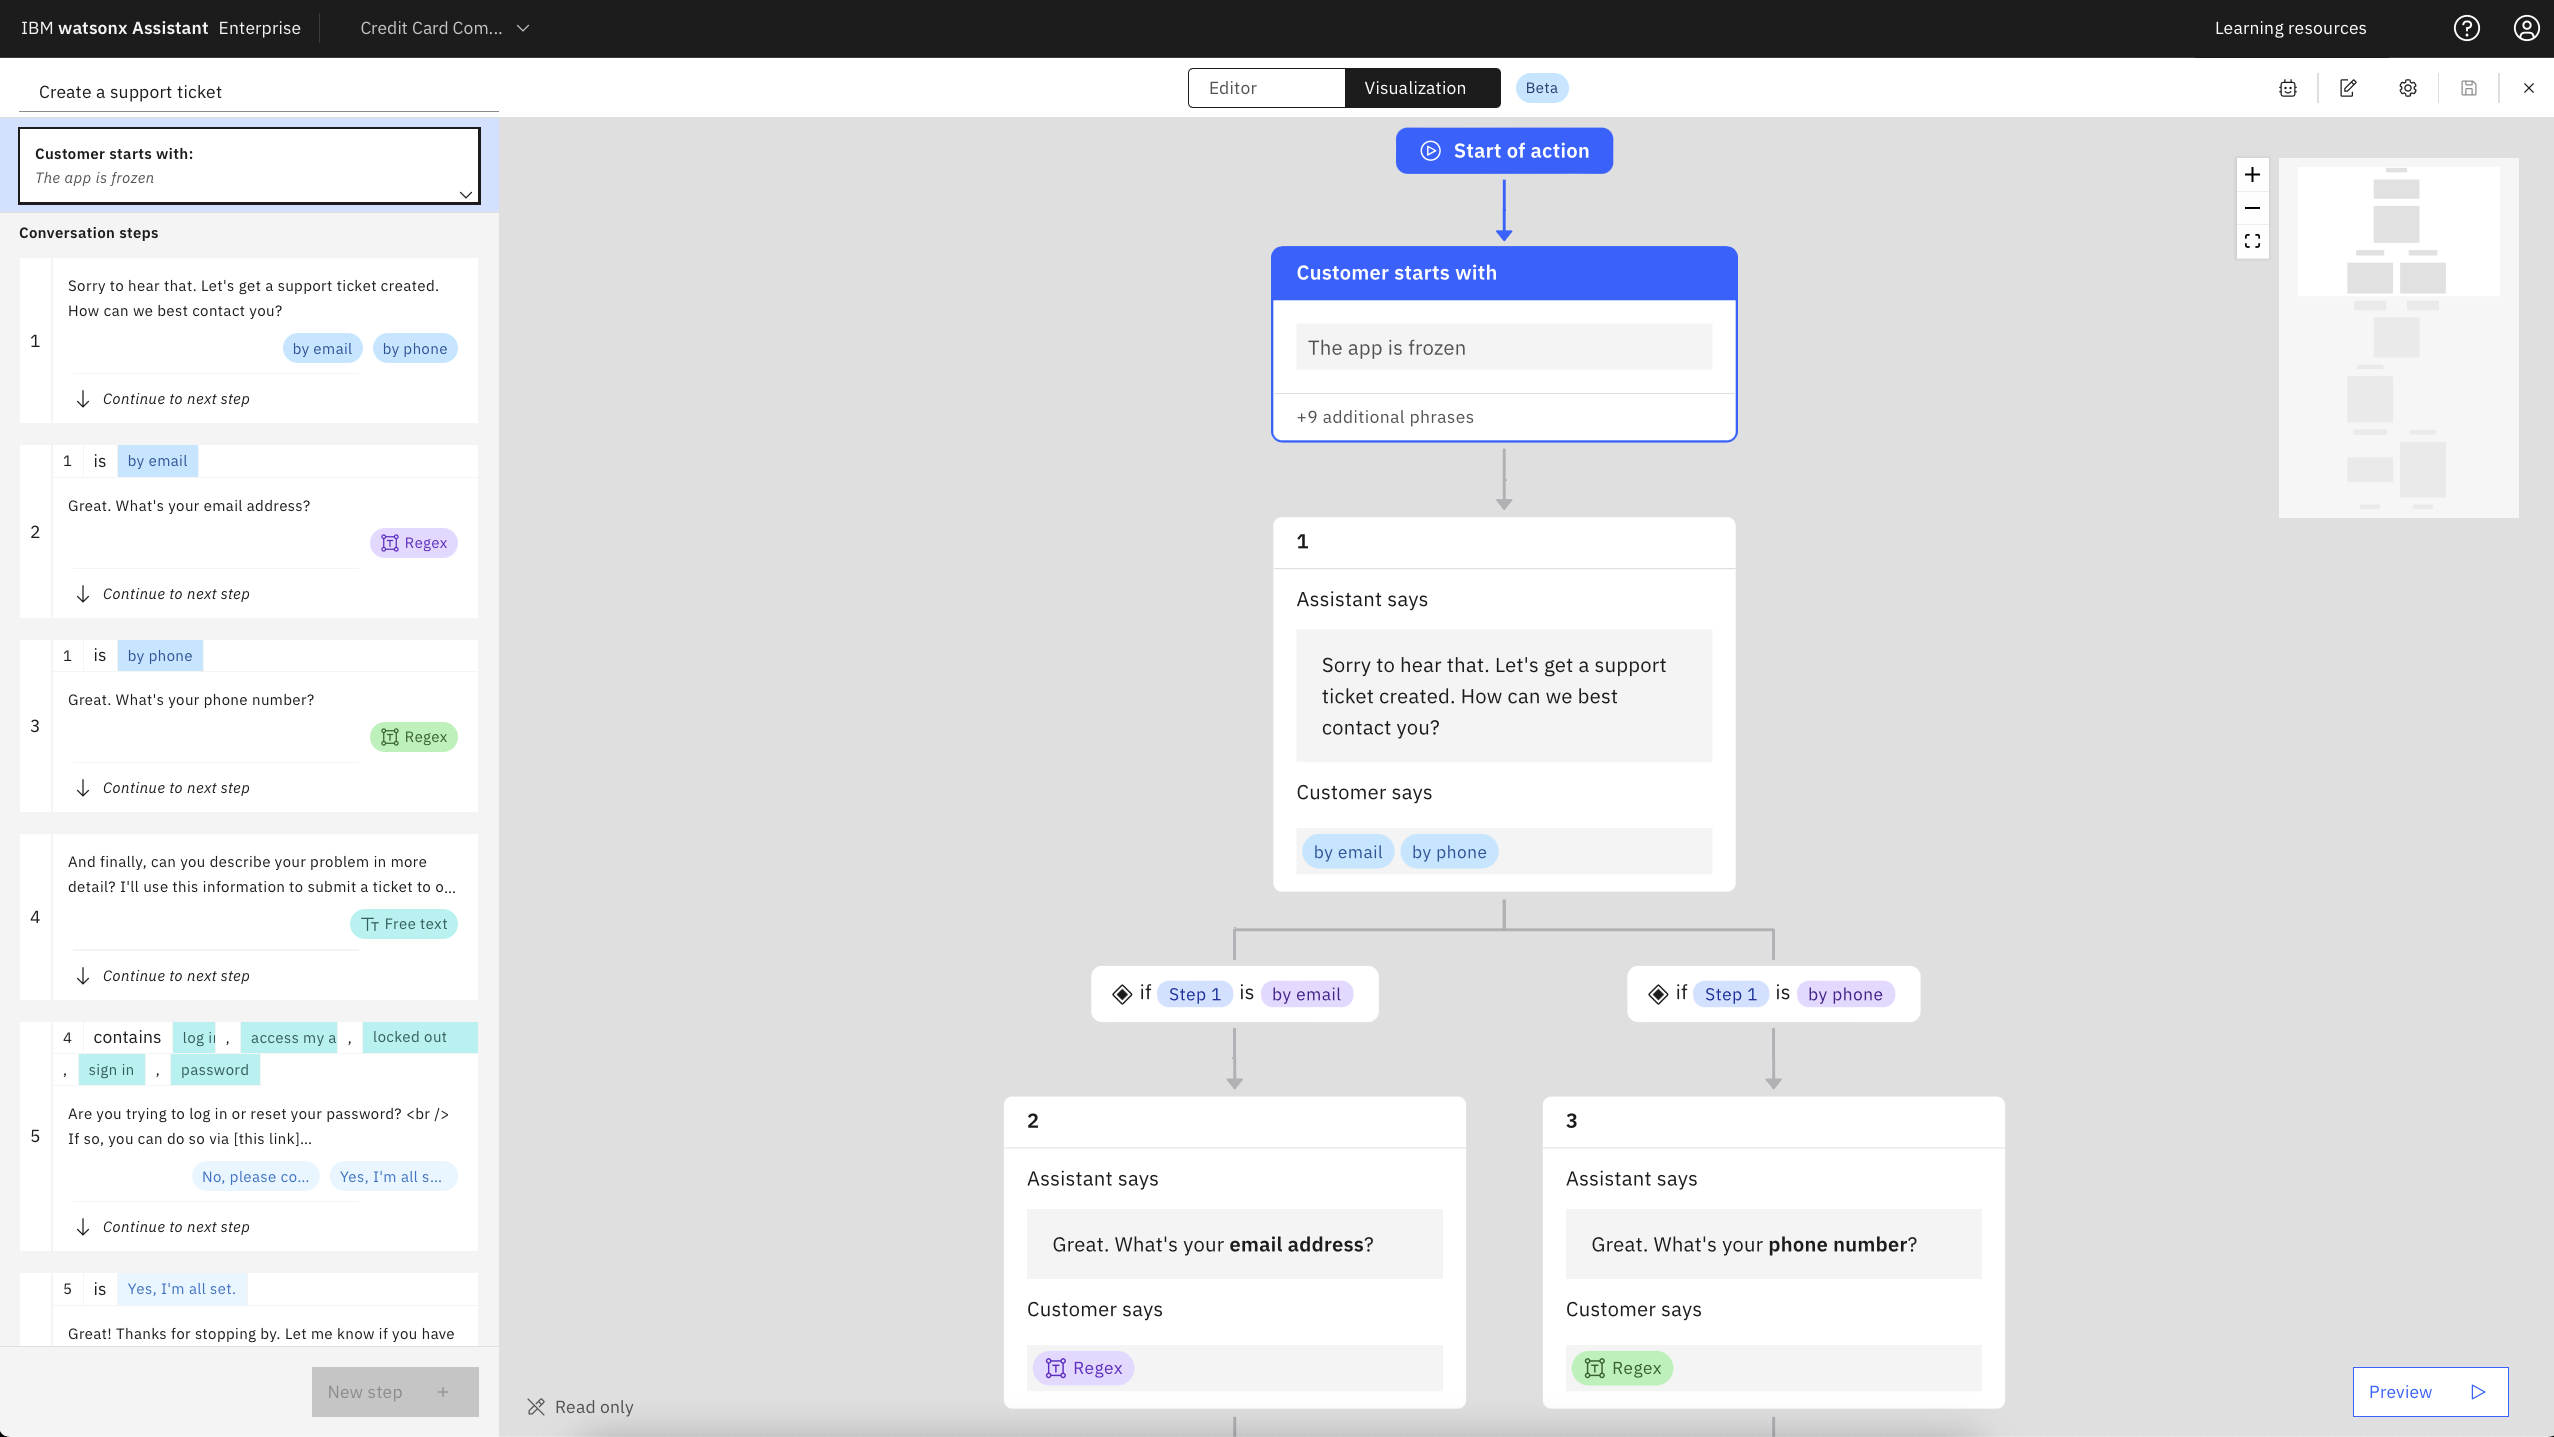 IBM watsonx Assistant Enterprise
Credit Card Com...
Learning resources
Create a support ticket
Editor
Visualization
Beta
Customer starts with:
The app is frozen
Conversation steps
1
Sorry to hear that. Let's get a support ticket created.
How can we best contact you?
by email
by phone
Continue to next step
2
1 is by email
Great. What's your email address?
Regex
Continue to next step
3
1 is by phone
Great. What's your phone number?
Regex
Continue to next step
4
And finally, can you describe your problem in more
detail? I'll use this information to submit a ticket to o...
Free text
Continue to next step
5
4 contains log in , access my a , locked out
, sign in , password
Are you trying to log in or reset your password? <br />
If so, you can do so via [this link]...
No, please co...
Yes, I'm all s...
Continue to next step
5 is Yes, I'm all set.
Great! Thanks for stopping by. Let me know if you have
New step +
Start of action
Customer starts with
The app is frozen
+9 additional phrases
1
Assistant says
Sorry to hear that. Let's get a support
ticket created. How can we best
contact you?
Customer says
by email
by phone
if Step 1 is by email
if Step 1 is by phone
2
Assistant says
Great. What's your email address?
Customer says
Regex
3
Assistant says
Great. What's your phone number?
Customer says
Regex
Read only
Preview